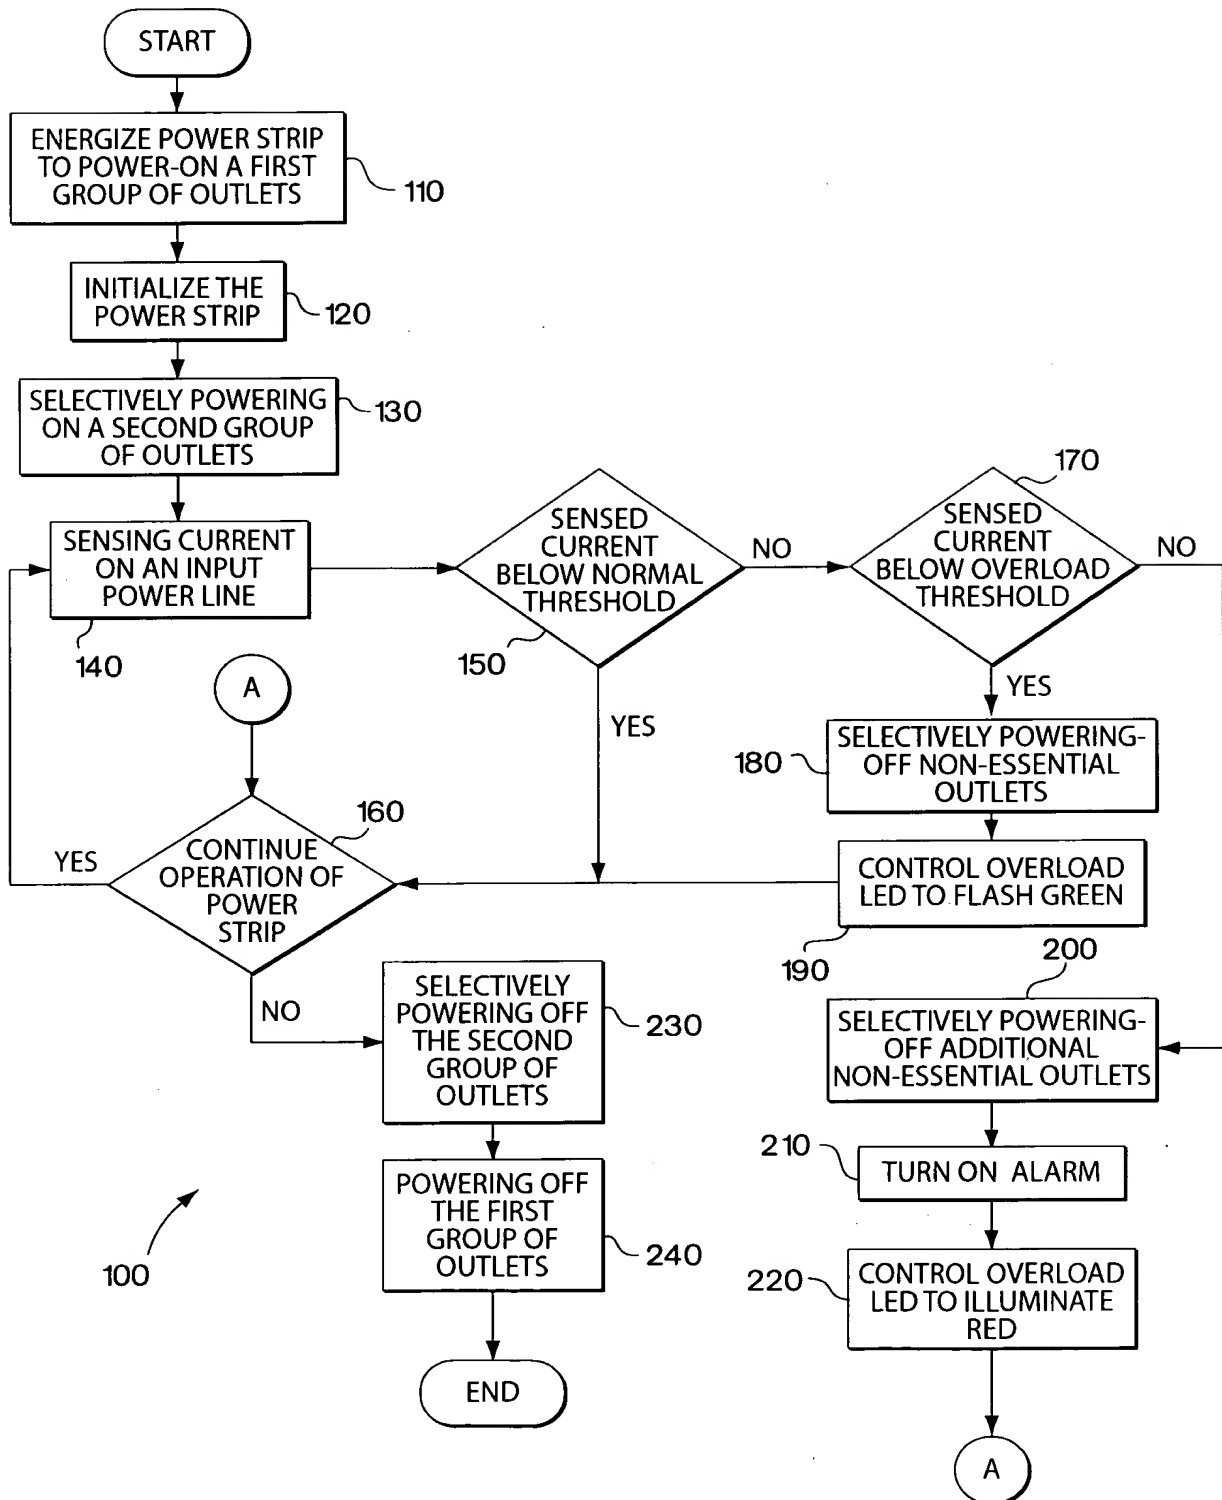 START
ENERGIZE POWER STRIP
TO POWER-ON A FIRST
GROUP OF OUTLETS
110
INITIALIZE THE
POWER STRIP
120
SELECTIVELY POWERING
ON A SECOND GROUP
OF OUTLETS
130
SENSING CURRENT
ON AN INPUT
POWER LINE
140
SENSED
CURRENT
BELOW NORMAL
THRESHOLD
150
NO
YES
170
SENSED
CURRENT
BELOW OVERLOAD
THRESHOLD
NO
YES
180
SELECTIVELY POWERING-
OFF NON-ESSENTIAL
OUTLETS
CONTROL OVERLOAD
LED TO FLASH GREEN
190
A
160
CONTINUE
OPERATION OF
POWER
STRIP
YES
NO
200
SELECTIVELY POWERING-
OFF ADDITIONAL
NON-ESSENTIAL OUTLETS
210
TURN ON ALARM
220
CONTROL OVERLOAD
LED TO ILLUMINATE
RED
A
SELECTIVELY
POWERING OFF
THE SECOND
GROUP OF
OUTLETS
230
POWERING OFF
THE FIRST
GROUP OF
OUTLETS
240
END
100